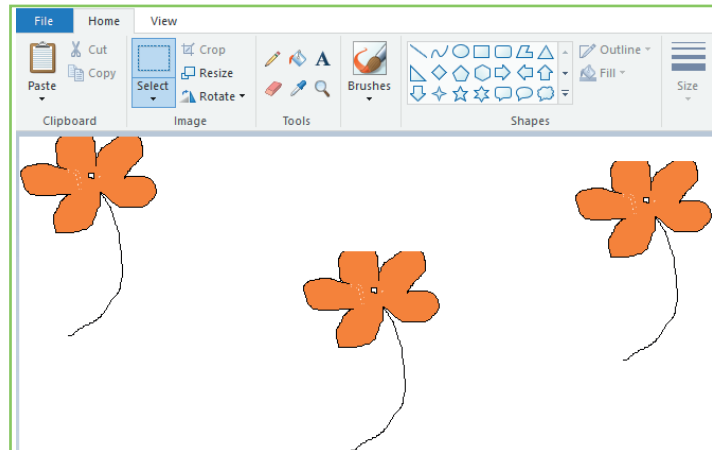 File Home View
Cut Crop Outline
Copy Resize Fill
Paste Select Rotate Brushes Size
Clipboard Image Tools Shapes